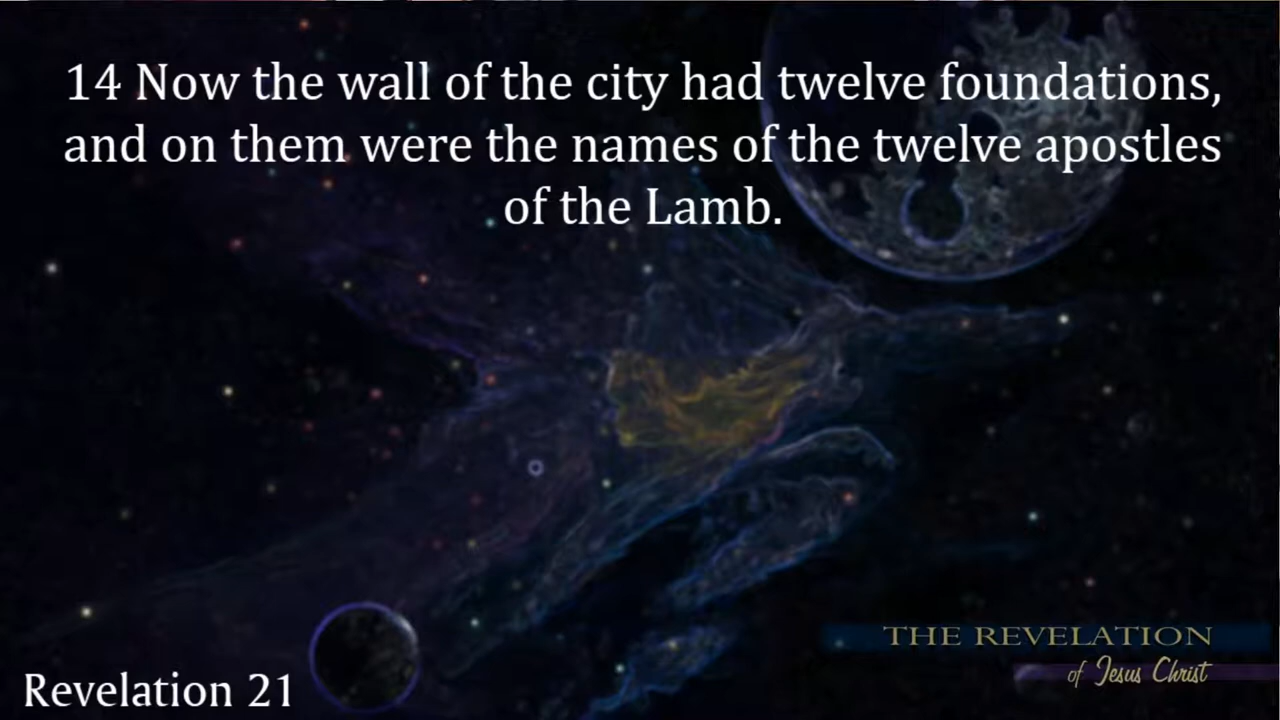 14 Now the wall of the city had twelve foundations,
and on them were the names of the twelve apostles
of the Lamb.
THE REVELATION
of Jesus Christ
Revelation 21